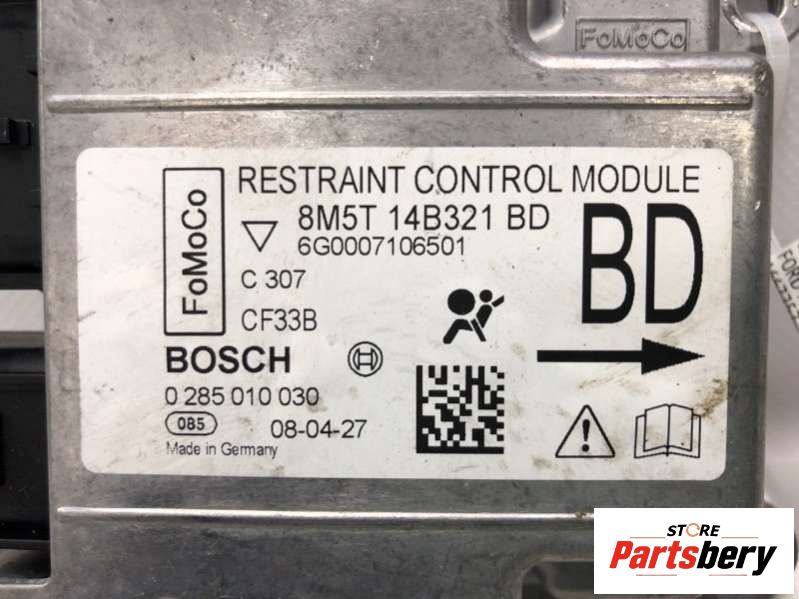 FoMoCo
FoMoCo
RESTRAINT CONTROL MODULE
8M5T 14B321 BD
6G0007106501
BD
C 307
CF33B
BOSCH
0 285 010 030
085
08-04-27
Made in Germany
FORD
STORE
Partsbery